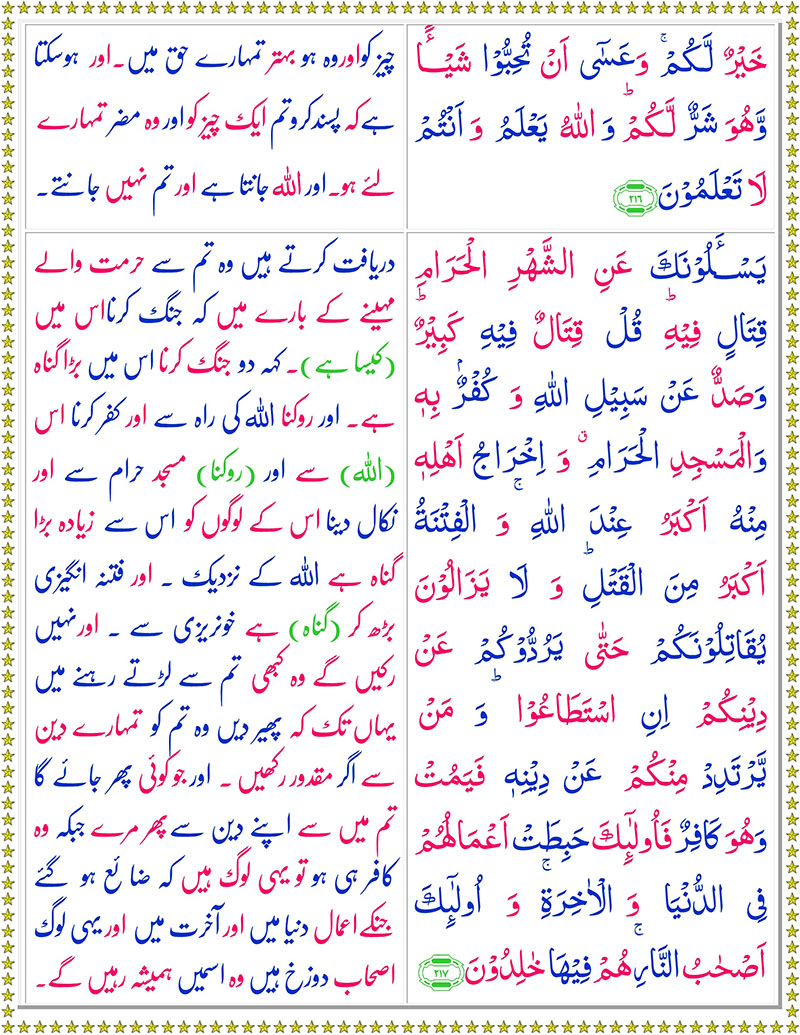 خَيْرٌ لَّكُمْ ۚ وَعَسٰٓى اَنْ تُحِبُّوْا شَيْـًٔا
وَّهُوَ شَرٌّ لَّكُمْ ؕ وَ اللّٰهُ يَعْلَمُ وَ اَنْتُمْ
لَا تَعْلَمُوْنَ ﴿۲۱۶﴾
چیز کو اور وہ ہو بہتر تمہارے حق میں۔ اور ہوسکتا
ہے کہ پسند کرو تم ایک چیز کو اور وہ مضر تمہارے
لئے ہو۔ اور اللہ جانتا ہے اور تم نہیں جانتے۔
يَسْـَٔلُوْنَكَ عَنِ الشَّهْرِ الْحَرَامِ
قِتَالٍ فِيْهِ ؕ قُلْ قِتَالٌ فِيْهِ كَبِيْرٌ ؕ
وَصَدٌّ عَنْ سَبِيْلِ اللّٰهِ وَ كُفْرٌۢ بِهٖ
وَالْمَسْجِدِ الْحَرَامِ ۗ وَ اِخْرَاجُ اَهْلِهٖ
مِنْهُ اَكْبَرُ عِنْدَ اللّٰهِ ۚ وَ الْفِتْنَةُ
اَكْبَرُ مِنَ الْقَتْلِ ؕ وَ لَا يَزَالُوْنَ
يُقَاتِلُوْنَكُمْ حَتّٰى يَرُدُّوْكُمْ عَنْ
دِيْنِكُمْ اِنِ اسْتَطَاعُوْا ؕ وَ مَنْ
يَّرْتَدِدْ مِنْكُمْ عَنْ دِيْنِهٖ فَيَمُتْ
وَهُوَ كَافِرٌ فَاُولٰٓئِكَ حَبِطَتْ اَعْمَالُهُمْ
فِى الدُّنْيَا وَ الْاٰخِرَةِ ۚ وَ اُولٰٓئِكَ
اَصْحٰبُ النَّارِ ۚ هُمْ فِيْهَا خٰلِدُوْنَ ﴿۲۱۷﴾
دریافت کرتے ہیں وہ تم سے حرمت والے
مہینے کے بارے میں کہ جنگ کرنا اس میں
(کیسا ہے)۔ کہہ دو جنگ کرنا اس میں بڑا گناہ
ہے۔ اور روکنا اللہ کی راہ سے اور کفر کرنا اس
(اللہ) سے اور (روکنا) مسجد حرام سے اور
نکال دینا اس کے لوگوں کو اس سے زیادہ بڑا
گناہ ہے اللہ کے نزدیک۔ اور فتنہ انگیزی
بڑھ کر (گناہ) ہے خونریزی سے۔ اور نہیں
رکیں گے وہ کبھی تم سے لڑتے رہنے میں
یہاں تک کہ پھیر دیں وہ تم کو تمہارے دین
سے اگر مقدور رکھیں۔ اور جو کوئی پھر جائے گا
تم میں سے اپنے دین سے پھر مرے جبکہ وہ
کافر ہی ہو تو یہی لوگ ہیں کہ ضائع ہو گئے
جنکے اعمال دنیا میں اور آخرت میں اور یہی لوگ
اصحاب دوزخ ہیں وہ اسمیں ہمیشہ رہیں گے۔